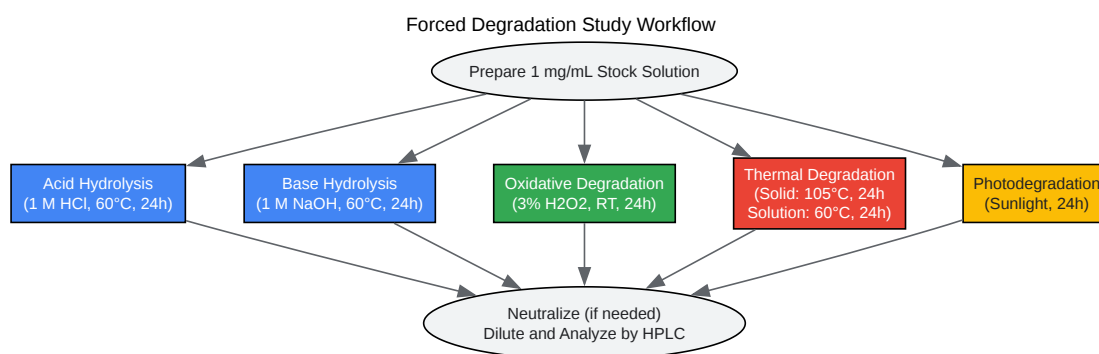 Forced Degradation Study Workflow
Prepare 1 mg/mL Stock Solution
Acid Hydrolysis
(1 M HCl, 60°C, 24h)
Base Hydrolysis
(1 M NaOH, 60°C, 24h)
Oxidative Degradation
(3% H2O2, RT, 24h)
Thermal Degradation
(Solid: 105°C, 24h
Solution: 60°C, 24h)
Photodegradation
(Sunlight, 24h)
Neutralize (if needed)
Dilute and Analyze by HPLC